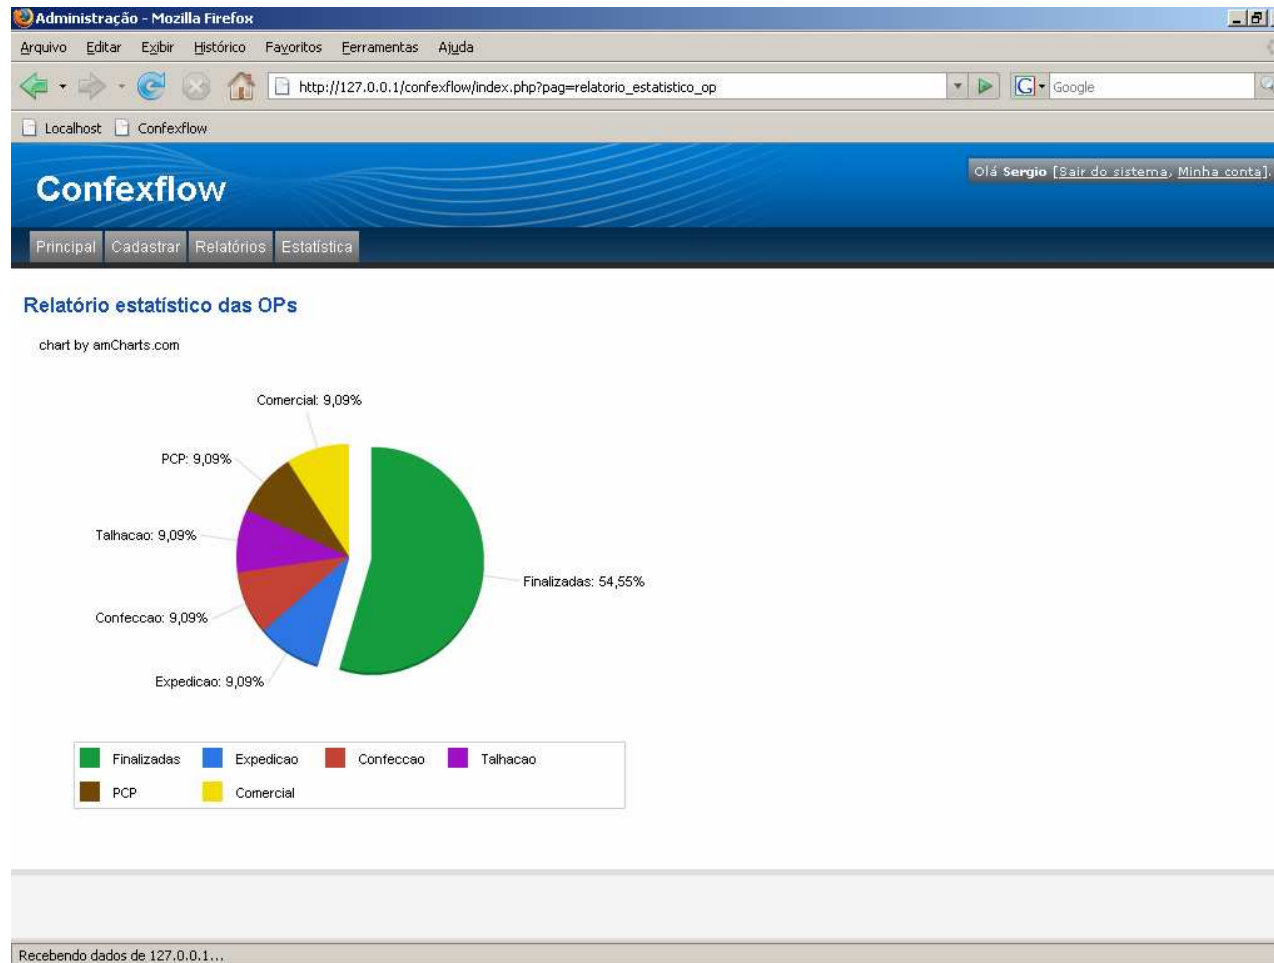 Administração - Mozilla Firefox
Arquivo Editar Exibir Histórico Favoritos Ferramentas Ajuda
http://127.0.0.1/confexflow/index.php?pag=relatorio_estatistico_op
G Google
Localhost Confexflow
Olá Sergio [Sair do sistema, Minha conta].
Confexflow
Principal Cadastrar Relatórios Estatística
Relatório estatístico das OPs
chart by amCharts.com
Comercial: 9,09%
PCP: 9,09%
Talhacao: 9,09%
Finalizadas: 54,55%
Confeccao: 9,09%
Expedicao: 9,09%
Finalizadas Expedicao Confeccao Talhacao
PCP Comercial
Recebendo dados de 127.0.0.1...